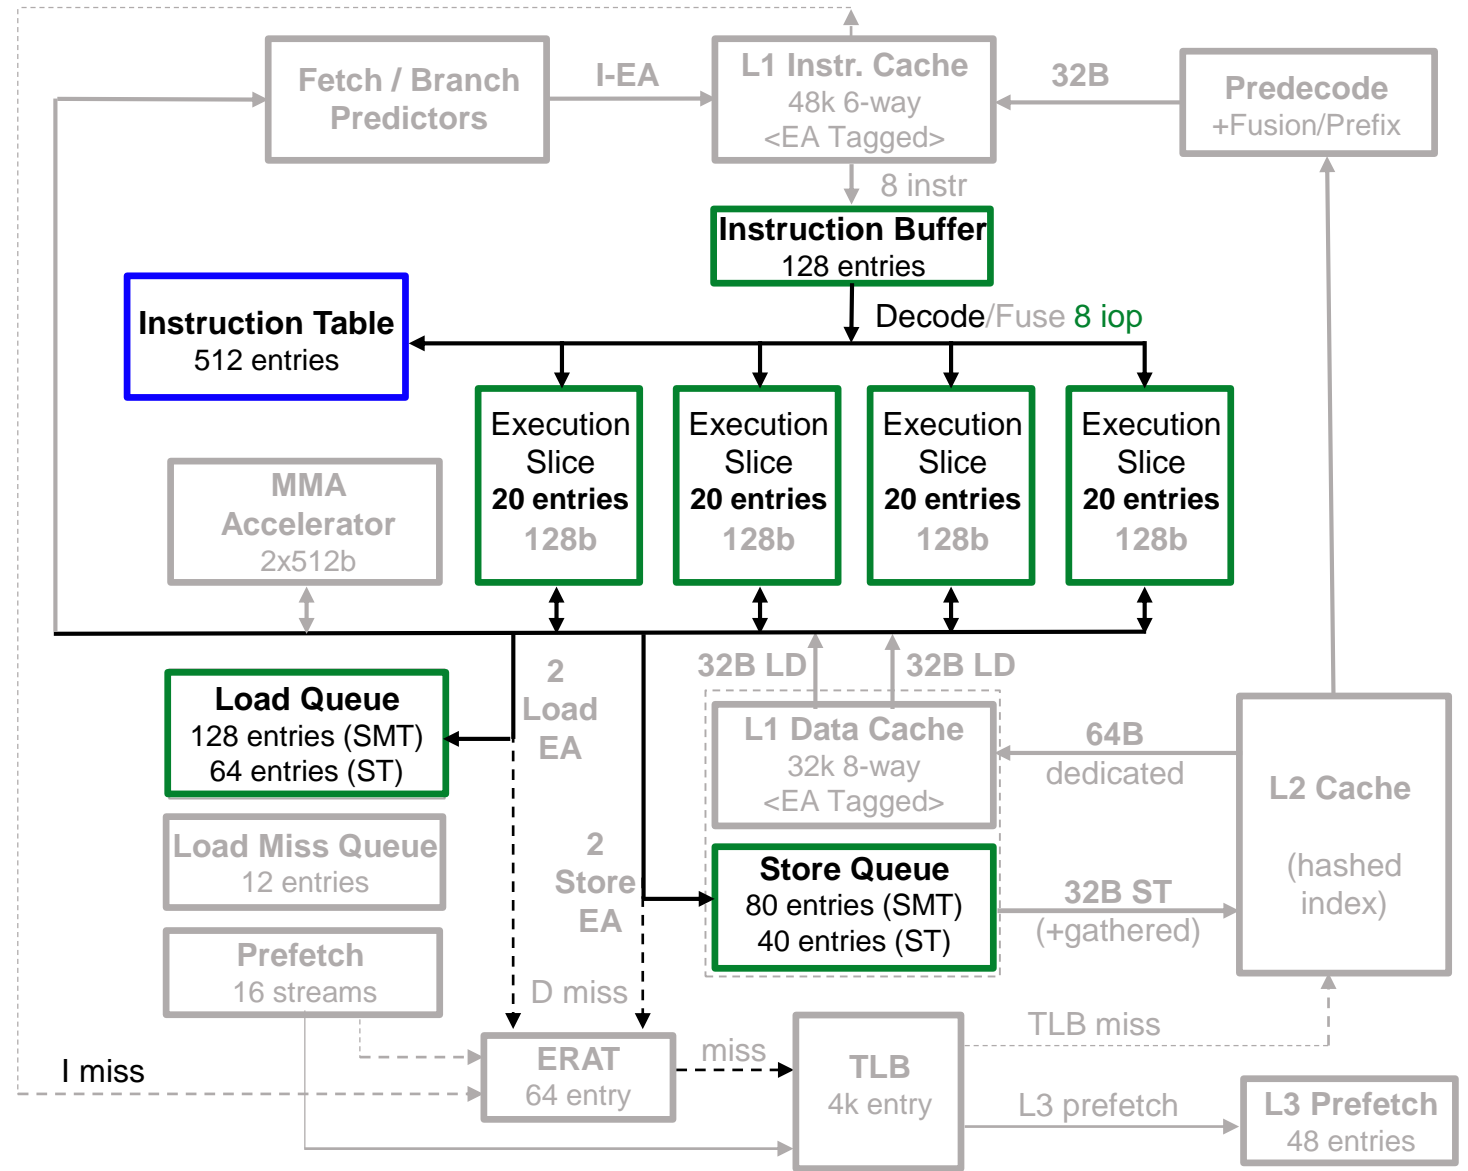 Fetch / Branch
Predictors
I-EA
L1 Instr. Cache
48k 6-way
<EA Tagged>
32B
Predecode
+Fusion/Prefix
8 instr
Instruction Buffer
128 entries
Decode/Fuse 8 iop
Instruction Table
512 entries
Execution
Slice
20 entries
128b
Execution
Slice
20 entries
128b
Execution
Slice
20 entries
128b
Execution
Slice
20 entries
128b
MMA
Accelerator
2x512b
Load Queue
128 entries (SMT)
64 entries (ST)
2
Load
EA
32B LD
32B LD
L1 Data Cache
32k 8-way
<EA Tagged>
64B
dedicated
L2 Cache
(hashed
index)
Load Miss Queue
12 entries
2
Store
EA
Store Queue
80 entries (SMT)
40 entries (ST)
32B ST
(+gathered)
Prefetch
16 streams
D miss
I miss
ERAT
64 entry
miss
TLB
4k entry
TLB miss
L3 prefetch
L3 Prefetch
48 entries